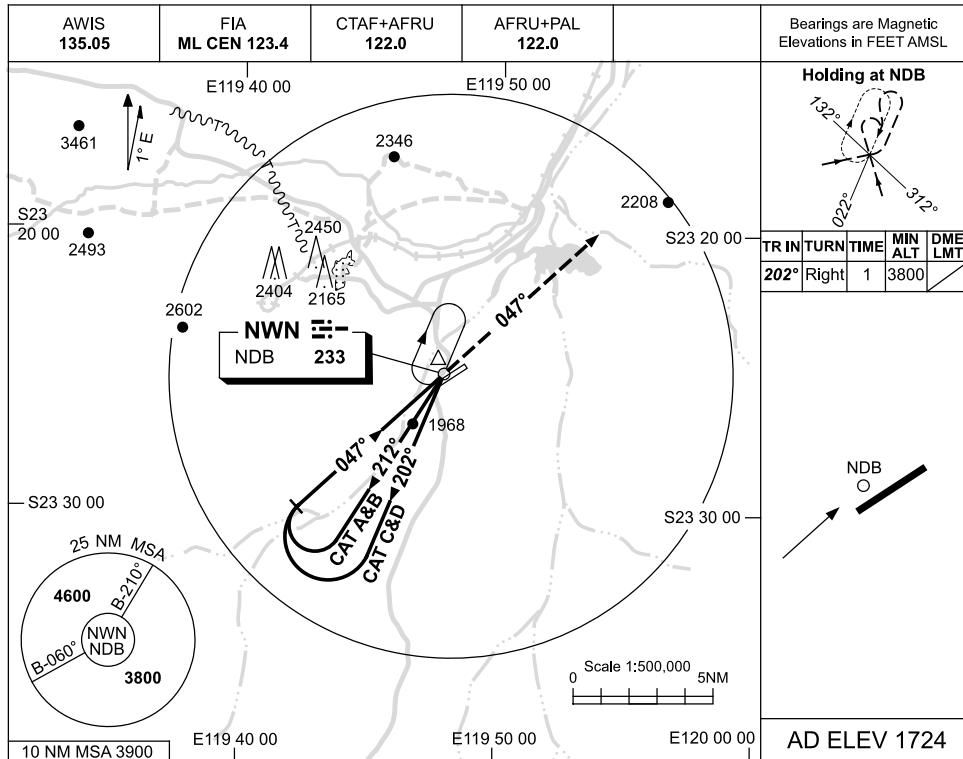 AWIS
135.05
FIA
ML CEN 123.4
CTAF+AFRU
122.0
AFRU+PAL
122.0
Bearings are Magnetic
Elevations in FEET AMSL
E119 40 00
E119 50 00
3461
1° E
2346
2208
S23
20 00
2493
S23 20 00
2450
2404
2165
2602
047°
NWN
NDB 233
1968
047°
212°
202°
CAT A&B
CAT C&D
S23 30 00
S23 30 00
25 NM MSA
4600
B-210°
NWN
NDB
B-060°
3800
Scale 1:500,000
0 5NM
10 NM MSA 3900
E119 40 00
E119 50 00
E120 00 00
Holding at NDB
132°
022°
312°
TR IN TURN TIME MIN ALT DME LMT
202° Right 1 3800
NDB
AD ELEV 1724